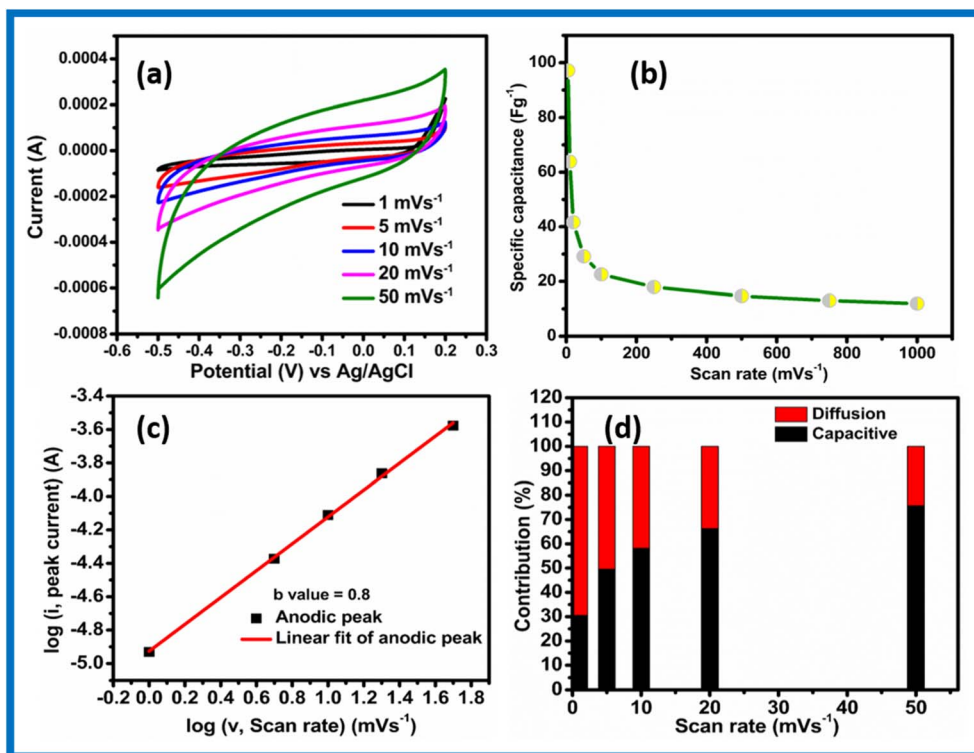 (a)
0.0004
0.0002
0.0000
-0.0002
-0.0004
-0.0006
-0.0008
Current (A)
1 mVs-1
5 mVs-1
10 mVs-1
20 mVs-1
50 mVs-1
-0.6 -0.5 -0.4 -0.3 -0.2 -0.1 0.0 0.1 0.2 0.3
Potential (V) vs Ag/AgCl
(b)
100
80
60
40
20
0
Specific capacitance (Fg-1)
0 200 400 600 800 1000
Scan rate (mVs-1)
(c)
-3.4
-3.8
-4.0
-4.4
-4.8
-5.0
log (i, peak current) (A)
b value = 0.8
Anodic peak
Linear fit of anodic peak
-0.2 0.0 0.2 0.4 0.6 0.8 1.0 1.2 1.4 1.6 1.8
log (v, Scan rate) (mVs-1)
(d)
120
110
100
90
80
70
60
50
40
30
20
10
0
Contribution (%)
Diffusion
Capacitive
0 10 20 30 40 50
Scan rate (mVs-1)